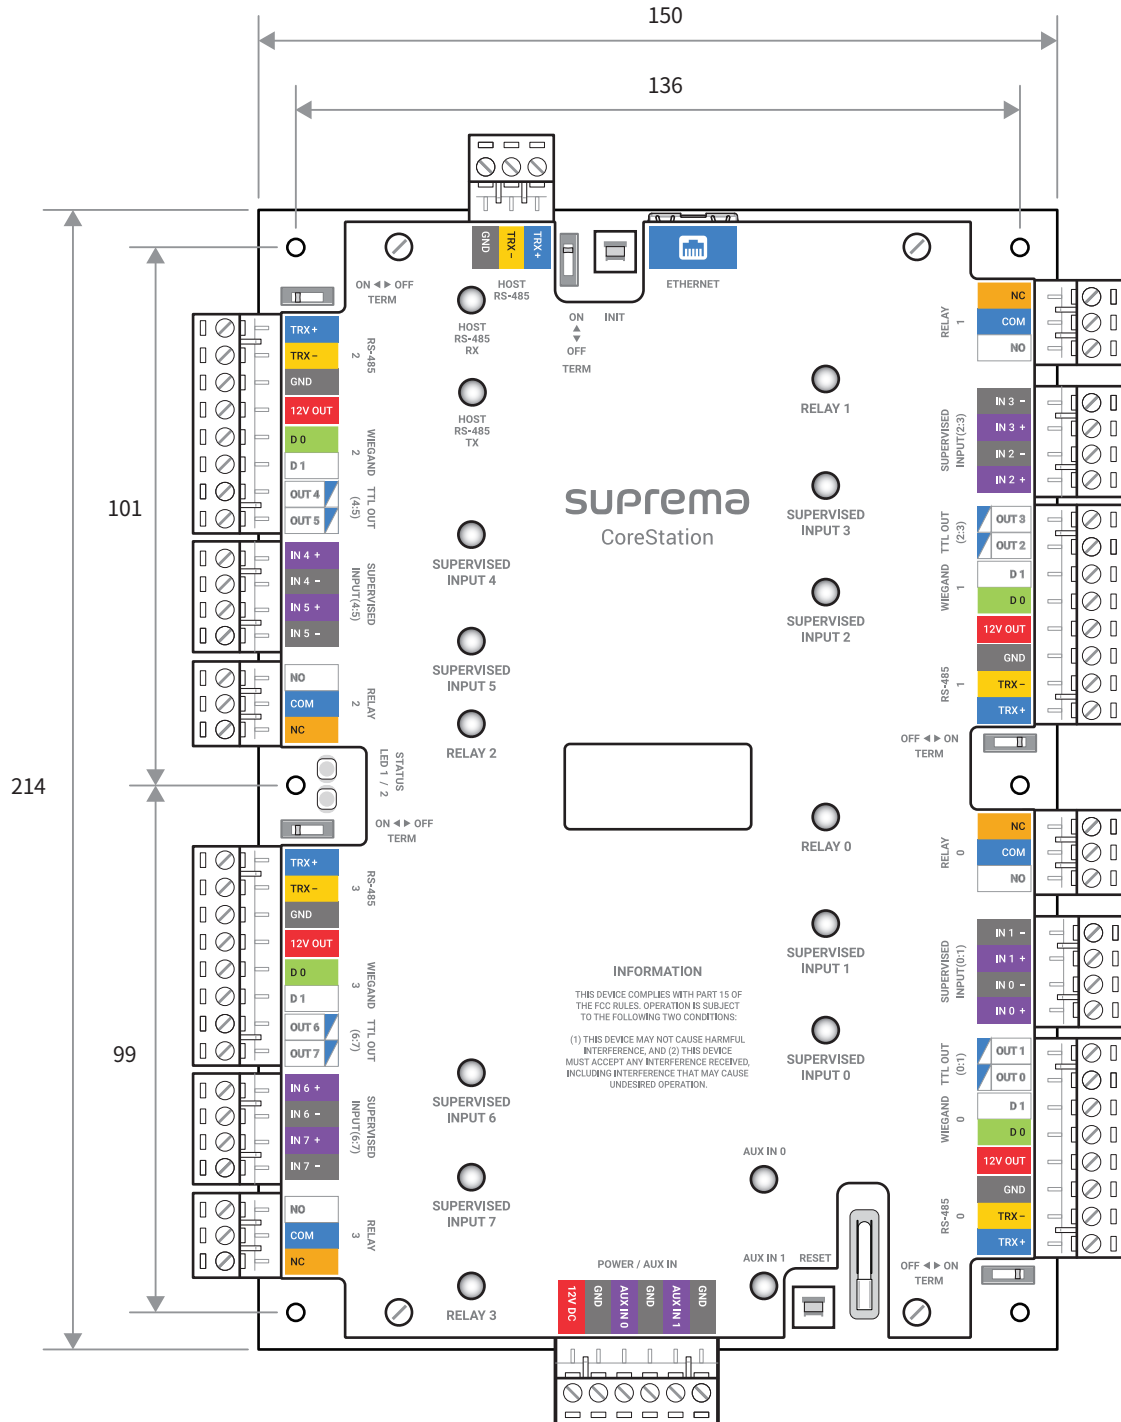 150
136
GND
TRX -
TRX +
HOST
RS-485
ON
▲
▼
OFF
TERM
INIT
ETHERNET
ON ◄ ► OFF
TERM
HOST
RS-485
RX
HOST
RS-485
TX
TRX +
TRX -
GND
12V OUT
D 0
D 1
OUT 4
OUT 5
RS-485
2
WIEGAND
2
TTL OUT
(4:5)
IN 4 +
IN 4 -
IN 5 +
IN 5 -
SUPERVISED
INPUT(4:5)
NO
COM
NC
RELAY
2
STATUS
LED 1 / 2
ON ◄ ► OFF
TERM
101
214
99
TRX +
TRX -
GND
12V OUT
D 0
D 1
OUT 6
OUT 7
RS-485
3
WIEGAND
3
TTL OUT
(6:7)
IN 6 +
IN 6 -
IN 7 +
IN 7 -
SUPERVISED
INPUT(6:7)
NO
COM
NC
RELAY
3
SUPERVISED
INPUT 4
SUPERVISED
INPUT 5
RELAY 2
SUPERVISED
INPUT 6
SUPERVISED
INPUT 7
RELAY 3
suprema
CoreStation
RELAY 1
SUPERVISED
INPUT 3
SUPERVISED
INPUT 2
RELAY 0
SUPERVISED
INPUT 1
SUPERVISED
INPUT 0
INFORMATION
THIS DEVICE COMPLIES WITH PART 15 OF
THE FCC RULES. OPERATION IS SUBJECT
TO THE FOLLOWING TWO CONDITIONS:
(1) THIS DEVICE MAY NOT CAUSE HARMFUL
INTERFERENCE, AND (2) THIS DEVICE
MUST ACCEPT ANY INTERFERENCE RECEIVED,
INCLUDING INTERFERENCE THAT MAY CAUSE
UNDESIRED OPERATION.
AUX IN 0
AUX IN 1
RESET
POWER / AUX IN
12V DC
GND
AUX IN 0
GND
AUX IN 1
GND
RELAY
1
NC
COM
NO
SUPERVISED
INPUT(2:3)
IN 3 -
IN 3 +
IN 2 -
IN 2 +
TTL OUT
(2:3)
WIEGAND
1
RS-485
1
OUT 3
OUT 2
D 1
D 0
12V OUT
GND
TRX -
TRX +
OFF ◄ ► ON
TERM
RELAY
0
NC
COM
NO
SUPERVISED
INPUT(0:1)
IN 1 -
IN 1 +
IN 0 -
IN 0 +
TTL OUT
(0:1)
WIEGAND
0
RS-485
0
OUT 1
OUT 0
D 1
D 0
12V OUT
GND
TRX -
TRX +
OFF ◄ ► ON
TERM